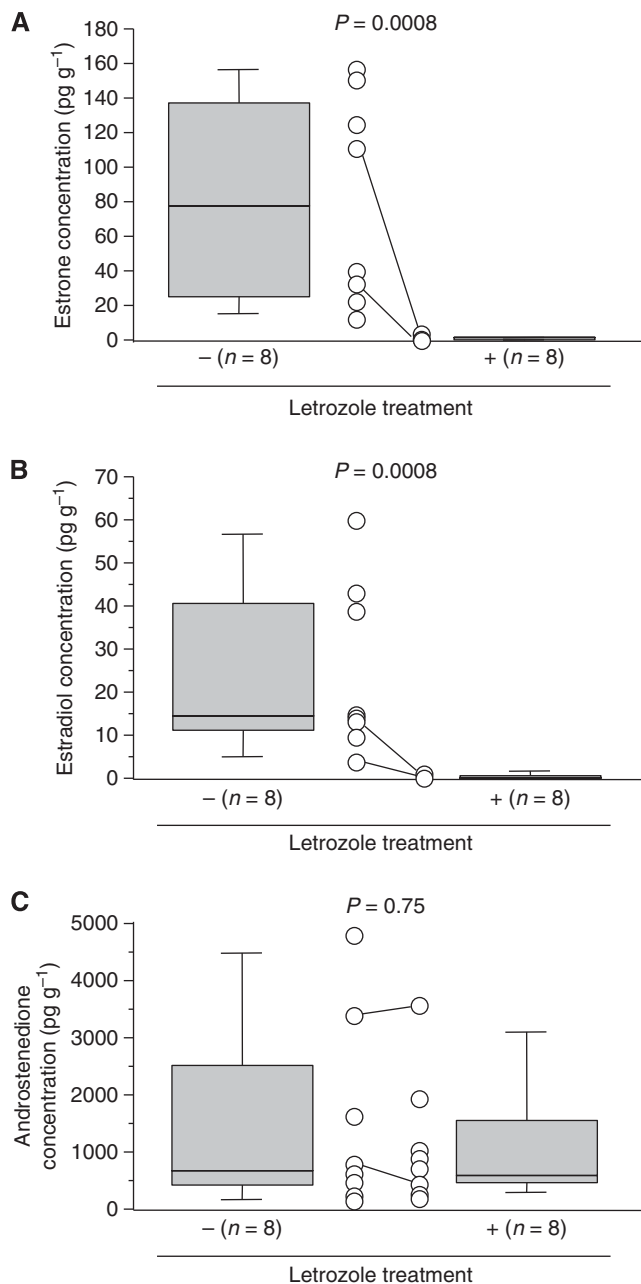 A
P = 0.0008
Estrone concentration (pg g⁻¹)
180
160
140
120
100
80
60
40
20
0
– (n = 8)
+ (n = 8)
Letrozole treatment
B
P = 0.0008
Estradiol concentration (pg g⁻¹)
70
60
50
40
30
20
10
0
– (n = 8)
+ (n = 8)
Letrozole treatment
C
P = 0.75
Androstenedione
concentration (pg g⁻¹)
5000
4000
3000
2000
1000
0
– (n = 8)
+ (n = 8)
Letrozole treatment